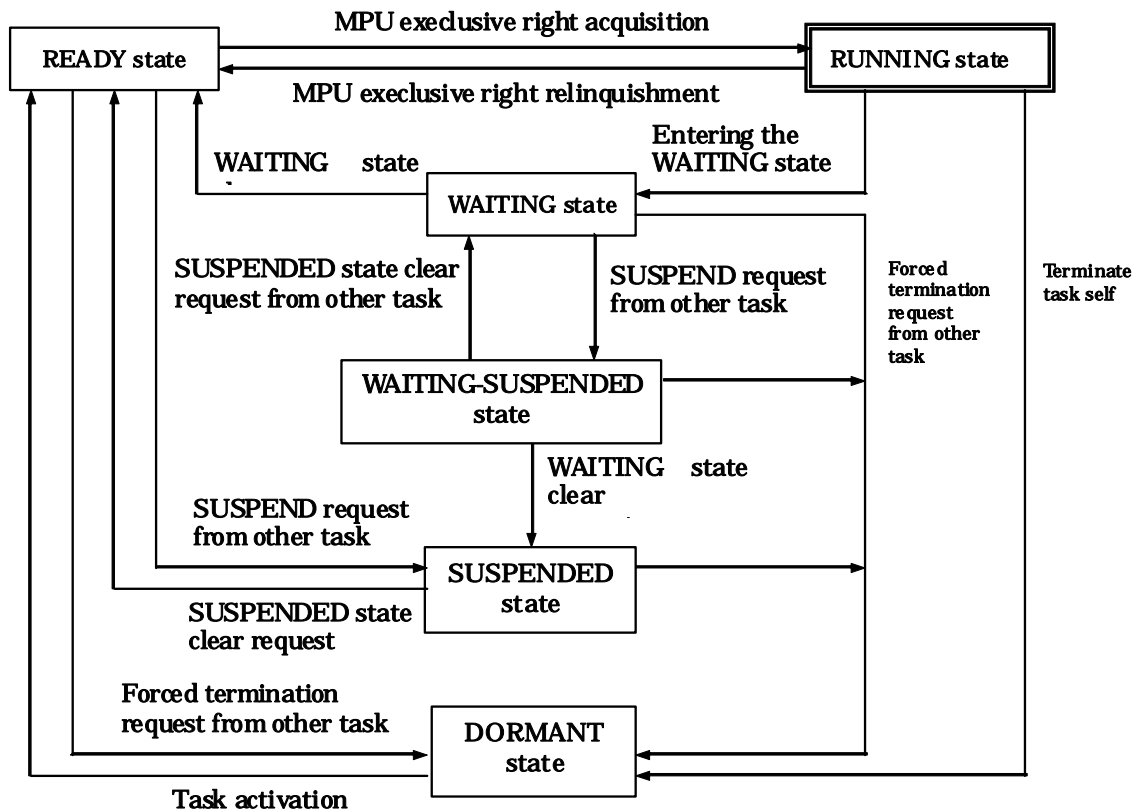 MPU execlusive right acquisition
READY state
RUNNING state
MPU execlusive right relinquishment
Entering the
WAITING state
WAITING state
WAITING state
SUSPENDED state clear
request from other task
SUSPEND request
from other task
Forced
termination
request
from other
task
Terminate
task self
WAITING-SUSPENDED
state
WAITING state
clear
SUSPEND request
from other task
SUSPENDED
state
SUSPENDED state
clear request
Forced termination
request from other task
DORMANT
state
Task activation